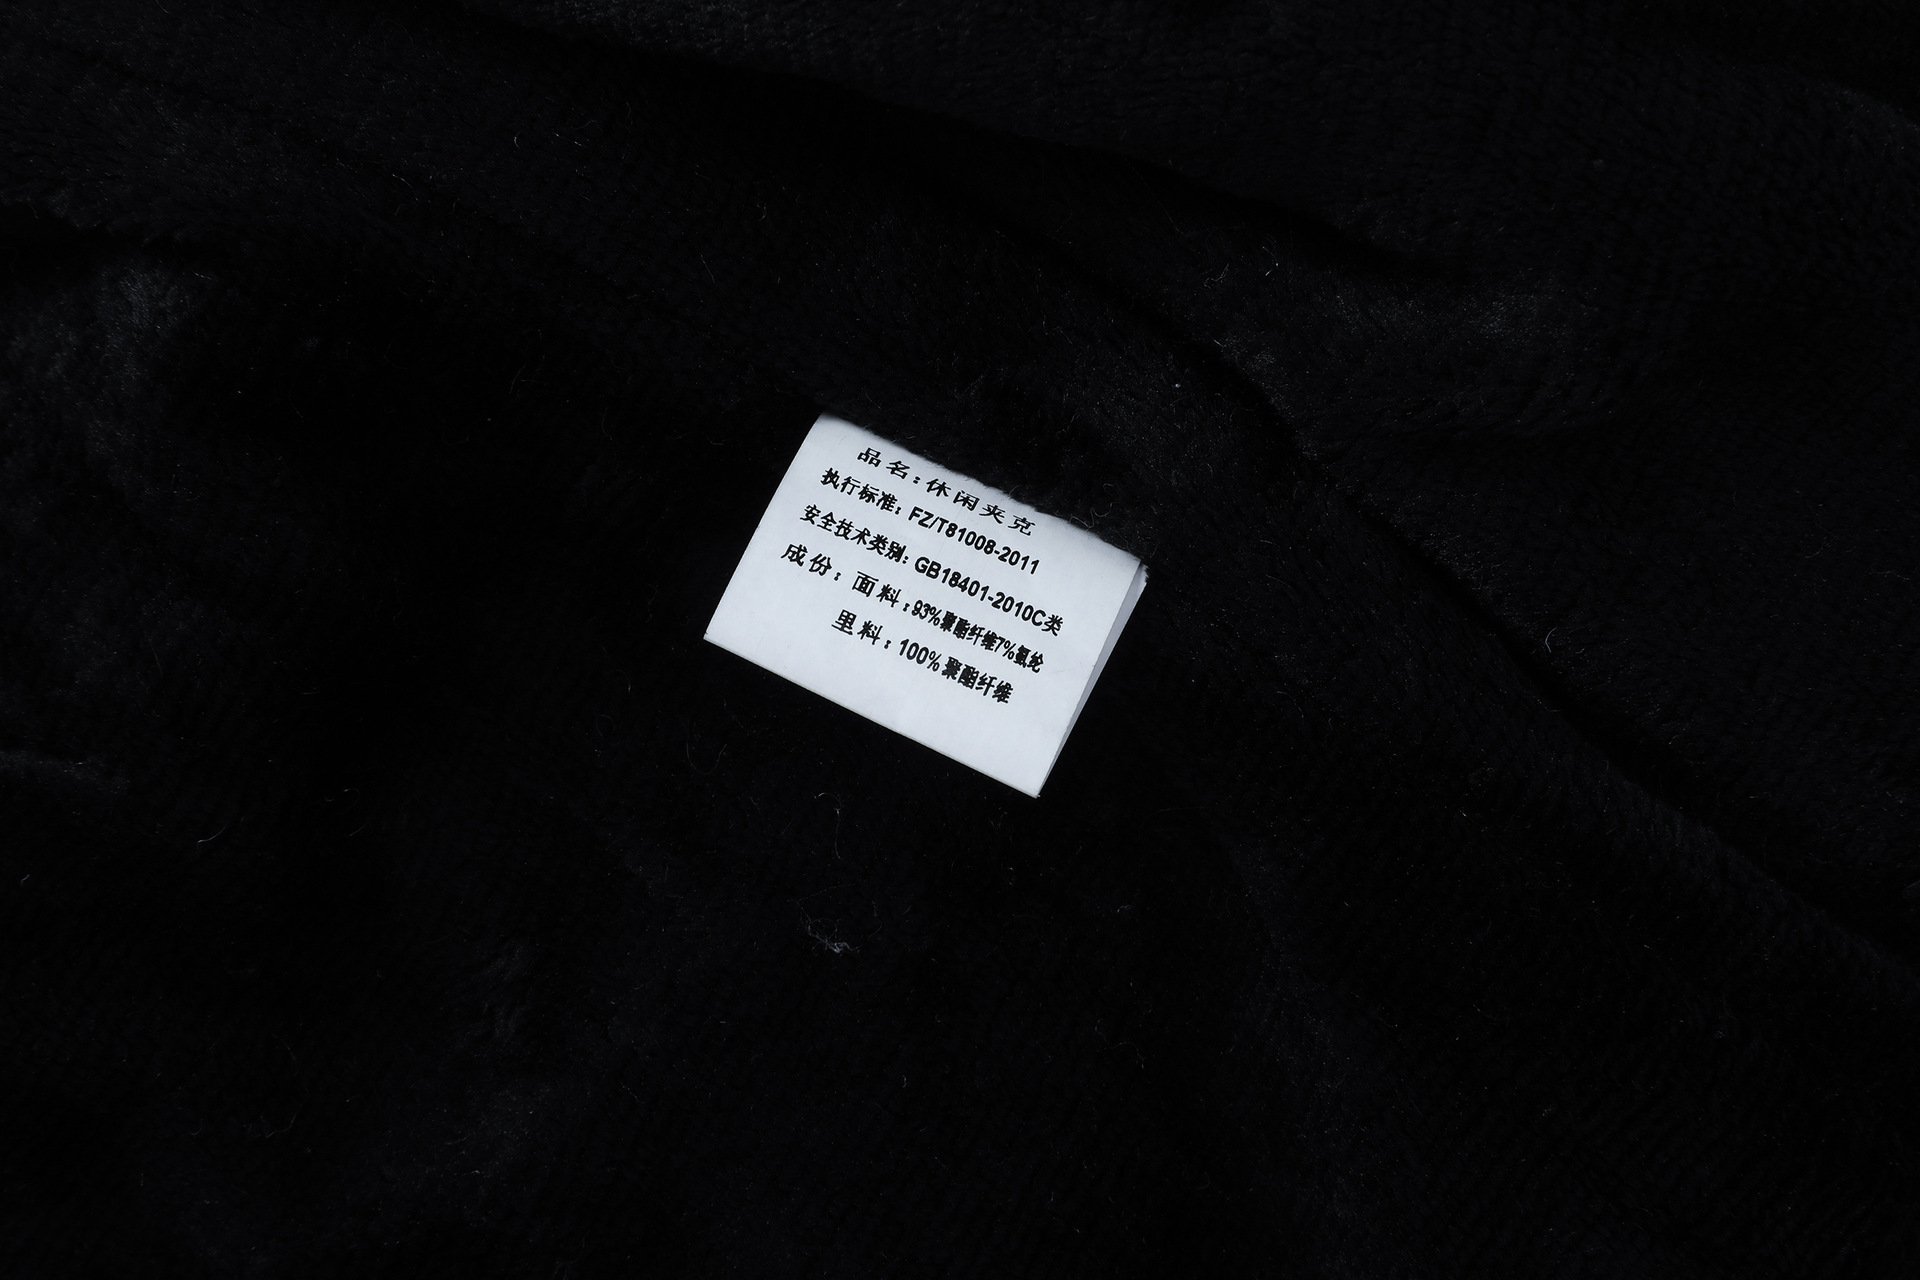 品名:休闲夹克
执行标准:FZ/T81008-2011
安全技术类别:GB18401-2010C类
成份:面料:93%聚酯纤维7%氨纶
里料:100%聚酯纤维